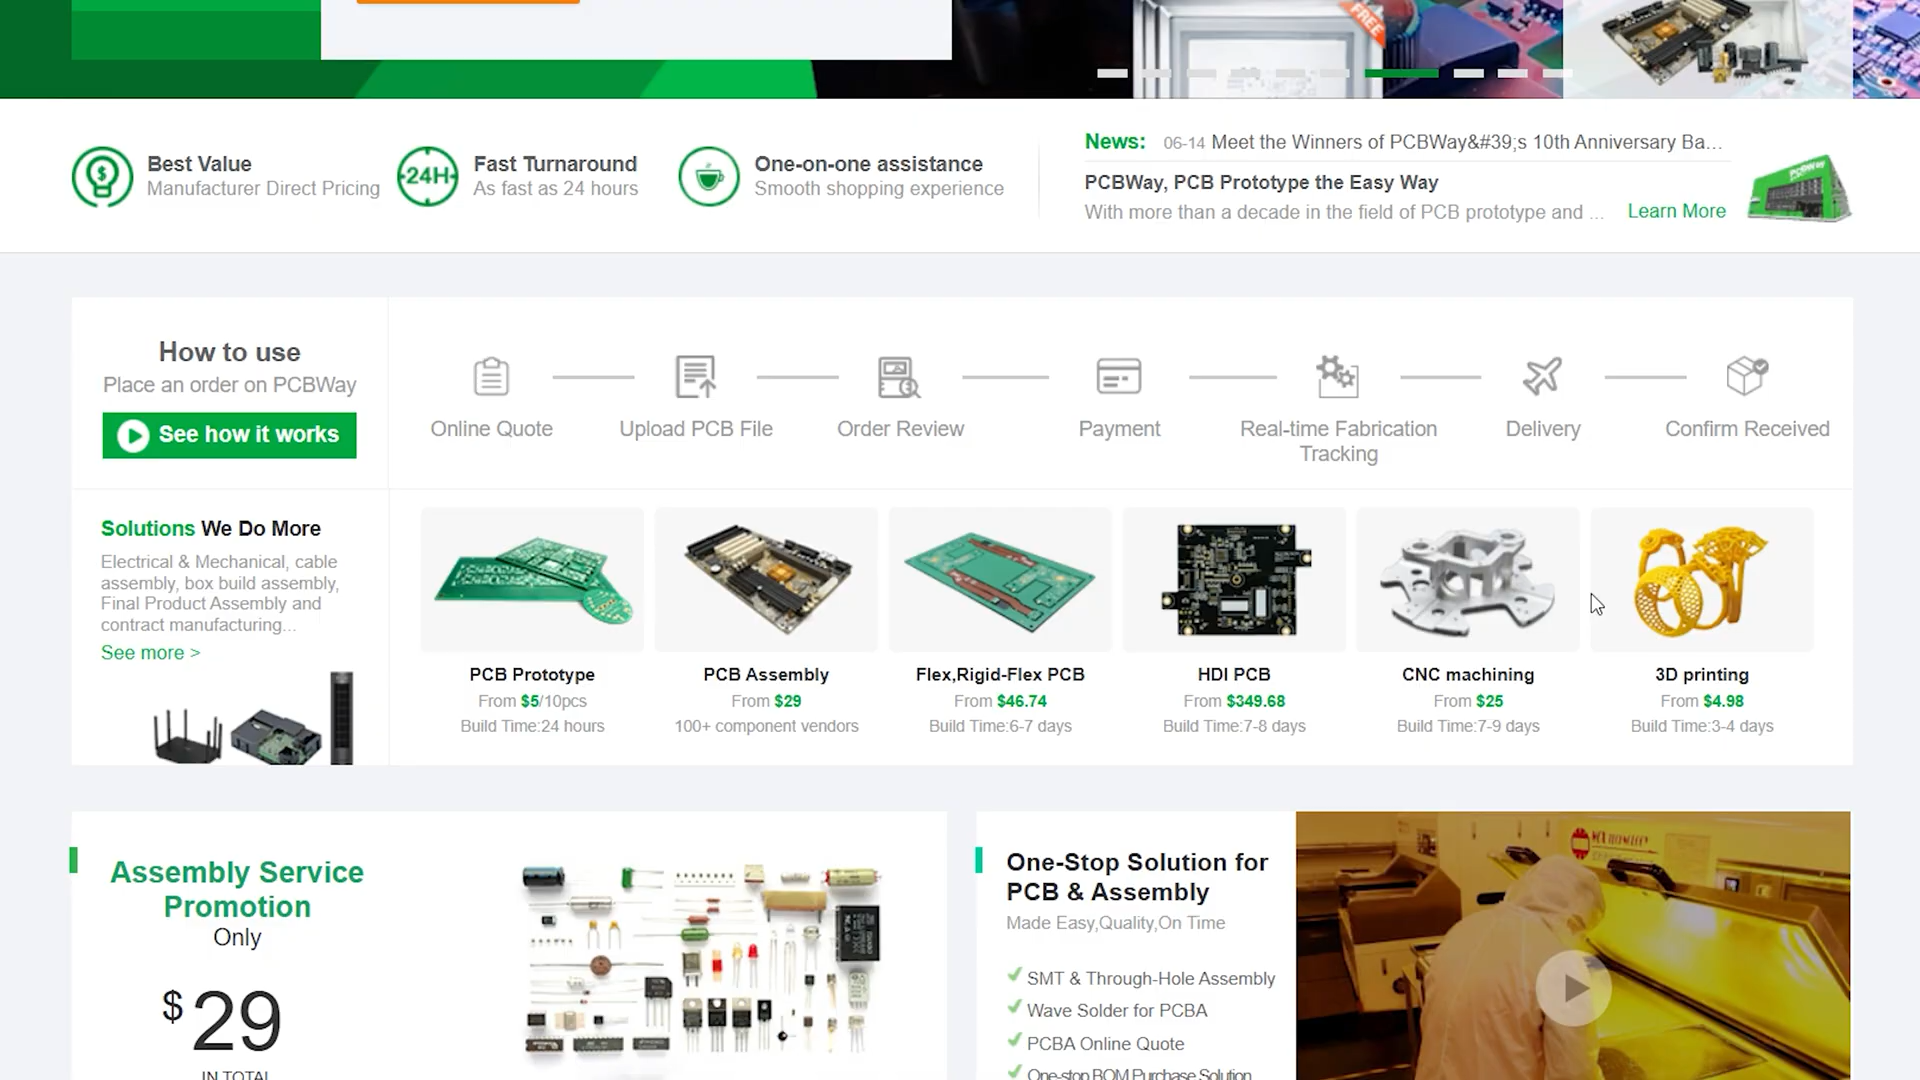 FREE
Best Value
Manufacturer Direct Pricing
24H
Fast Turnaround
As fast as 24 hours
One-on-one assistance
Smooth shopping experience
News: 06-14 Meet the Winners of PCBWay&#39;s 10th Anniversary Ba...
PCBWay, PCB Prototype the Easy Way
With more than a decade in the field of PCB prototype and ... Learn More
PCBWay
How to use
Place an order on PCBWay
See how it works
Online Quote
Upload PCB File
Order Review
Payment
Real-time Fabrication
Tracking
Delivery
Confirm Received
Solutions We Do More
Electrical & Mechanical, cable
assembly, box build assembly,
Final Product Assembly and
contract manufacturing...
See more >
PCB Prototype
From $5/10pcs
Build Time:24 hours
PCB Assembly
From $29
100+ component vendors
Flex,Rigid-Flex PCB
From $46.74
Build Time:6-7 days
HDI PCB
From $349.68
Build Time:7-8 days
CNC machining
From $25
Build Time:7-9 days
3D printing
From $4.98
Build Time:3-4 days
Assembly Service
Promotion
Only
$29
IN TOTAL
One-Stop Solution for
PCB & Assembly
Made Easy,Quality,On Time
SMT & Through-Hole Assembly
Wave Solder for PCBA
PCBA Online Quote
One-stop BOM Purchase Solution